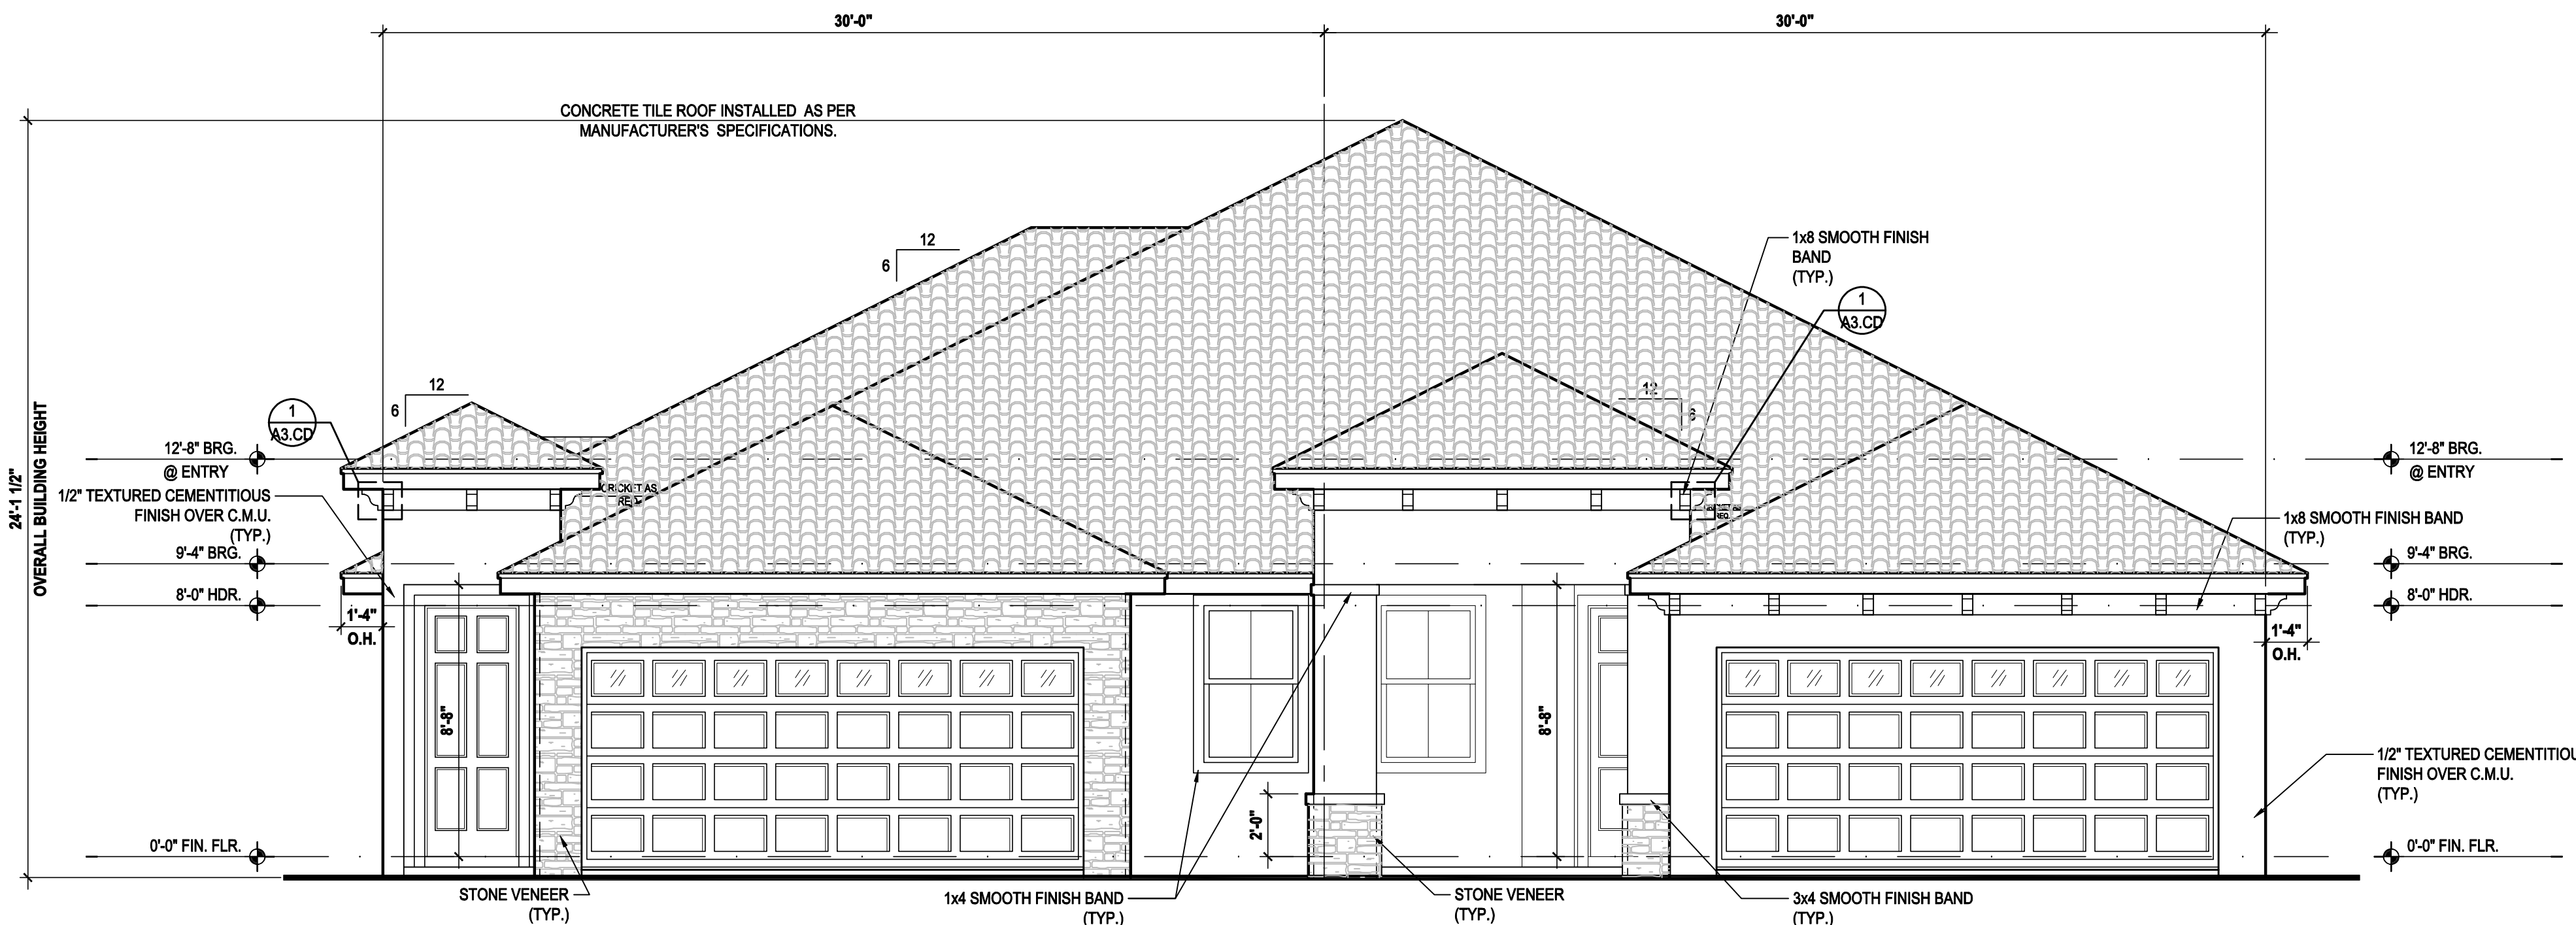 30'-0"
30'-0"
CONCRETE TILE ROOF INSTALLED AS PER
MANUFACTURER'S SPECIFICATIONS.
24'-1 1/2"
OVERALL BUILDING HEIGHT
12
6
1x8 SMOOTH FINISH
BAND
(TYP.)
1
A3.CD
12
6
1
A3.CD
12
6
12'-8" BRG.
@ ENTRY
12'-8" BRG.
@ ENTRY
CRICKET AS
REQ.
REQ.
1/2" TEXTURED CEMENTITIOUS
FINISH OVER C.M.U.
(TYP.)
1x8 SMOOTH FINISH BAND
(TYP.)
9'-4" BRG.
9'-4" BRG.
8'-0" HDR.
8'-0" HDR.
1'-4"
O.H.
1'-4"
O.H.
8'-8"
8'-8"
2'-0"
1/2" TEXTURED CEMENTITIOU
FINISH OVER C.M.U.
(TYP.)
0'-0" FIN. FLR.
0'-0" FIN. FLR.
STONE VENEER
(TYP.)
1x4 SMOOTH FINISH BAND
(TYP.)
STONE VENEER
(TYP.)
3x4 SMOOTH FINISH BAND
(TYP.)